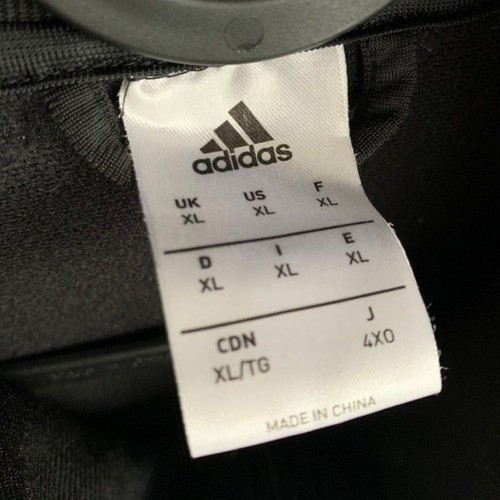 adidas
UK US F
XL XL XL
D I E
XL XL XL
CDN J
XL/TG 4XO
MADE IN CHINA